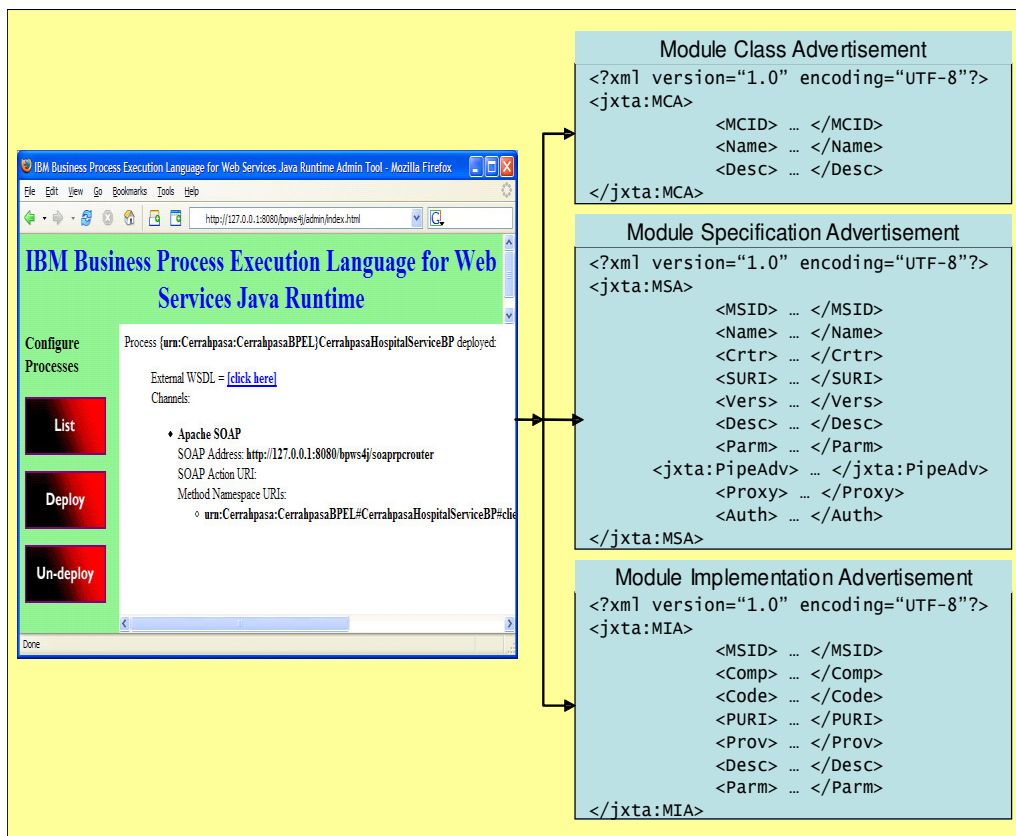 IBM Business Process Execution Language for Web Services Java Runtime Admin Tool - Mozilla Firefox
File Edit View Go Bookmarks Tools Help
http://127.0.0.1:8080/bpws4j/admin/index.html
G
IBM Business Process Execution Language for Web
Services Java Runtime
Configure
Processes
List
Deploy
Un-deploy
Process {urn:Cerrahpasa:CerrahpasaBPEL}CerrahpasaHospitalServiceBP deployed:
External WSDL = [click here]
Channels:
Apache SOAP
SOAP Address: http://127.0.0.1:8080/bpws4j/soaprpcrouter
SOAP Action URI:
Method Namespace URIs:
urn:Cerrahpasa:CerrahpasaBPEL#CerrahpasaHospitalServiceBP#clie
Done
Module Class Advertisement
<?xml version=“1.0” encoding=“UTF-8”?>
<jxta:MCA>
<MCID> … </MCID>
<Name> … </Name>
<Desc> … </Desc>
</jxta:MCA>
Module Specification Advertisement
<?xml version=“1.0” encoding=“UTF-8”?>
<jxta:MSA>
<MSID> … </MSID>
<Name> … </Name>
<Crtr> … </Crtr>
<SURI> … </SURI>
<Vers> … </Vers>
<Desc> … </Desc>
<Parm> … </Parm>
<jxta:PipeAdv> … </jxta:PipeAdv>
<Proxy> … </Proxy>
<Auth> … </Auth>
</jxta:MSA>
Module Implementation Advertisement
<?xml version=“1.0” encoding=“UTF-8”?>
<jxta:MIA>
<MSID> … </MSID>
<Comp> … </Comp>
<Code> … </Code>
<PURI> … </PURI>
<Prov> … </Prov>
<Desc> … </Desc>
<Parm> … </Parm>
</jxta:MIA>